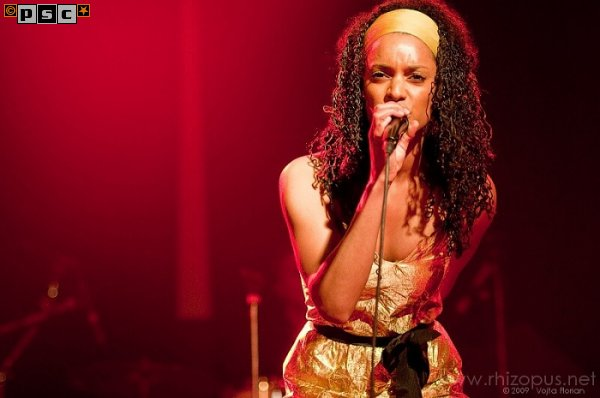 © psc ★
www.rhizopus.net
© 2009 Vojta Florian